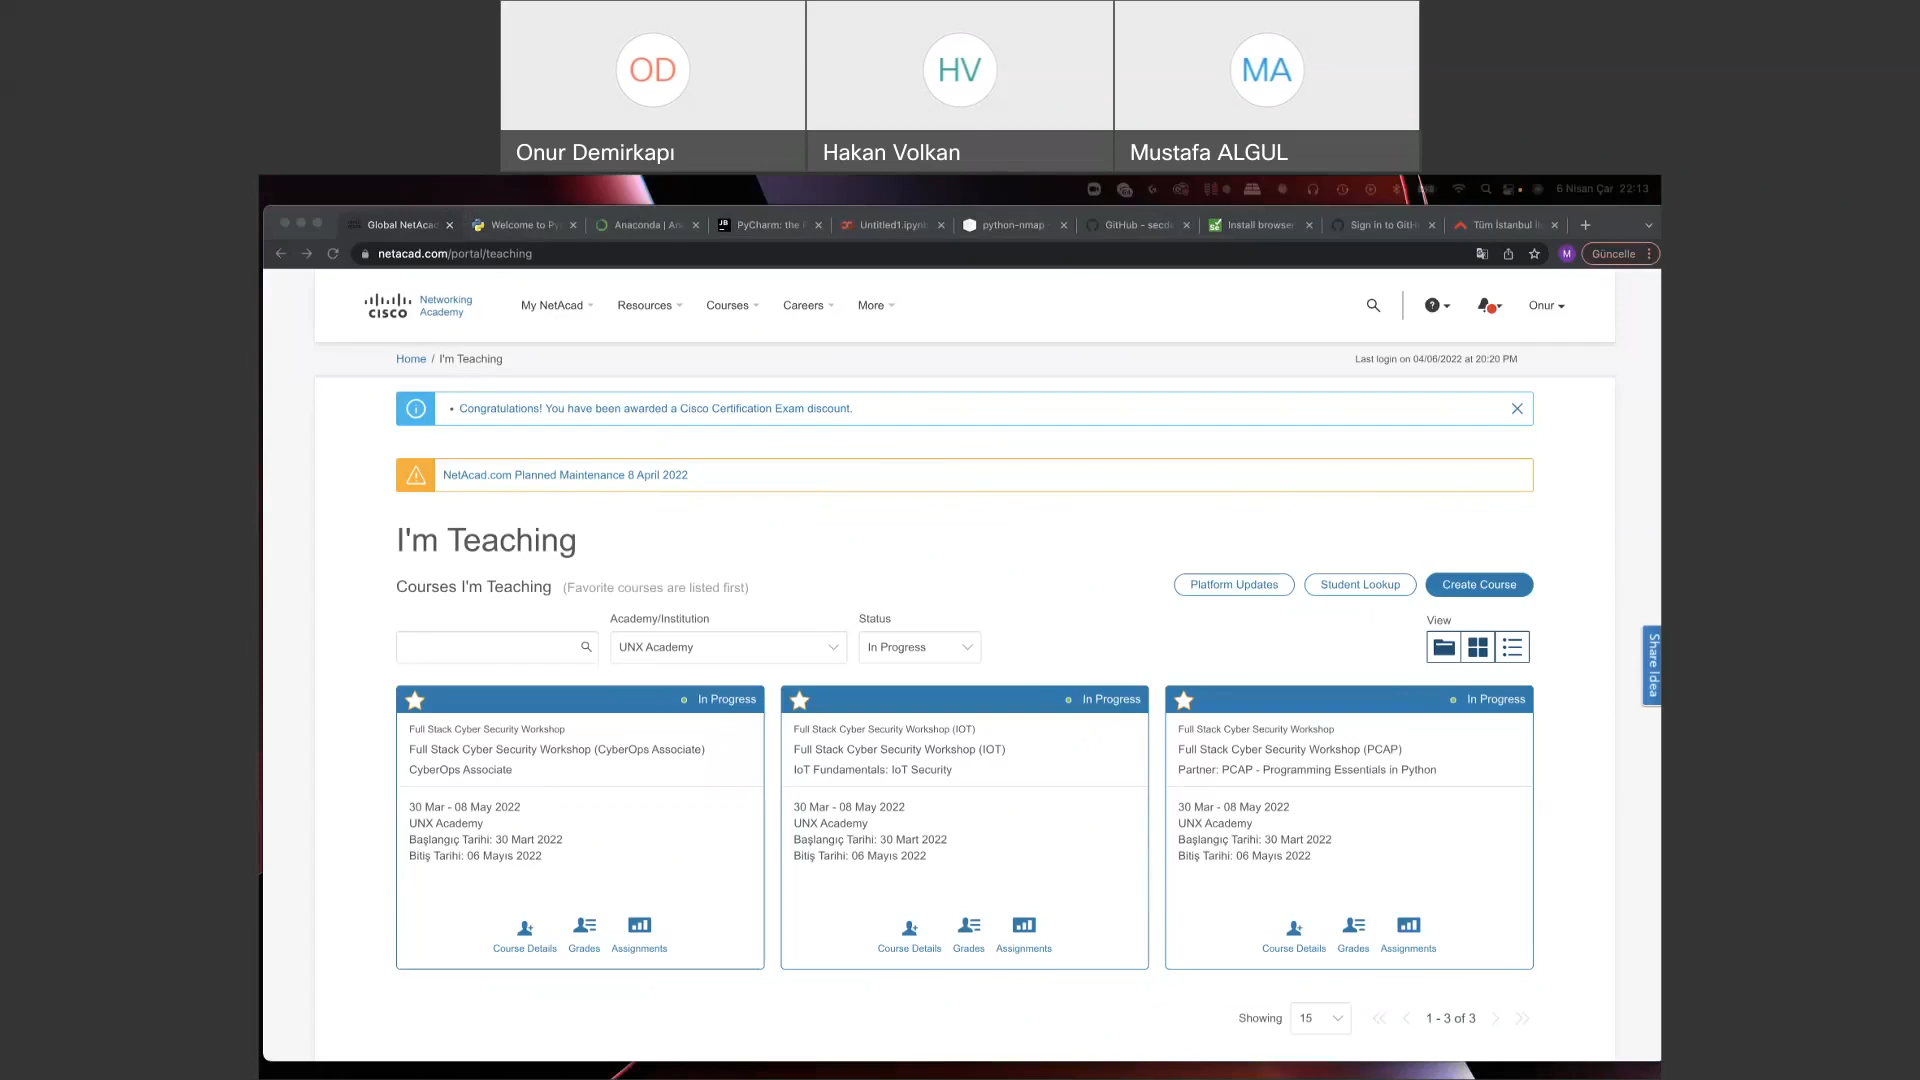 OD
HV
MA
Onur Demirkapı
Hakan Volkan
Mustafa ALGUL
6 Nisan Çar 22:13
Global NetAcad
Welcome to Py
Anaconda | An
PyCharm: the
Untitled1.ipyn
python-nmap
GitHub - secd
Install browser
Sign in to GitH
Tüm İstanbul
netacad.com/portal/teaching
M
Güncelle
CISCO
Networking
Academy
My NetAcad
Resources
Courses
Careers
More
Onur
Home / I'm Teaching
Last login on 04/06/2022 at 20:20 PM
• Congratulations! You have been awarded a Cisco Certification Exam discount.
NetAcad.com Planned Maintenance 8 April 2022
I'm Teaching
Courses I'm Teaching (Favorite courses are listed first)
Platform Updates
Student Lookup
Create Course
Academy/Institution
Status
View
UNX Academy
In Progress
Share Idea
In Progress
Full Stack Cyber Security Workshop
Full Stack Cyber Security Workshop (CyberOps Associate)
CyberOps Associate
30 Mar - 08 May 2022
UNX Academy
Başlangıç Tarihi: 30 Mart 2022
Bitiş Tarihi: 06 Mayıs 2022
Course Details
Grades
Assignments
In Progress
Full Stack Cyber Security Workshop (IOT)
Full Stack Cyber Security Workshop (IOT)
IoT Fundamentals: IoT Security
30 Mar - 08 May 2022
UNX Academy
Başlangıç Tarihi: 30 Mart 2022
Bitiş Tarihi: 06 Mayıs 2022
Course Details
Grades
Assignments
In Progress
Full Stack Cyber Security Workshop
Full Stack Cyber Security Workshop (PCAP)
Partner: PCAP - Programming Essentials in Python
30 Mar - 08 May 2022
UNX Academy
Başlangıç Tarihi: 30 Mart 2022
Bitiş Tarihi: 06 Mayıs 2022
Course Details
Grades
Assignments
Showing
15
1 - 3 of 3